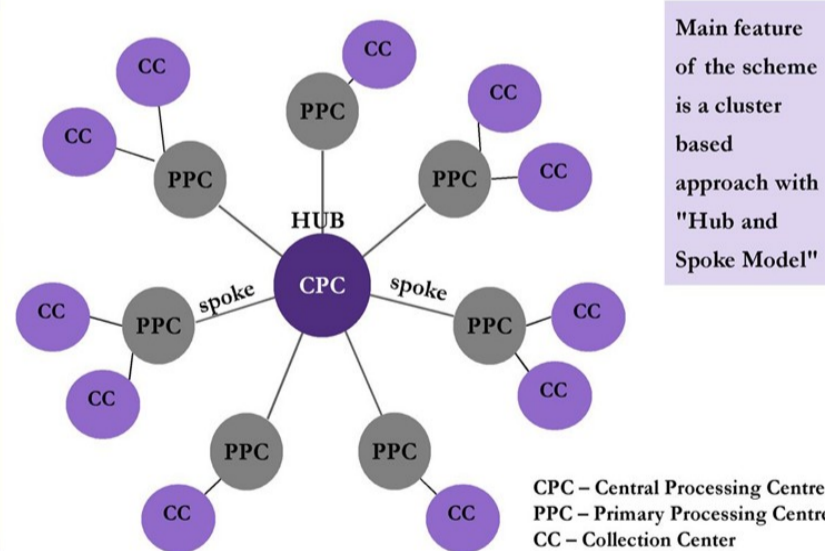 CC
CC
CC
CC
PPC
CC
PPC
PPC
CC
HUB
CPC
spoke
spoke
CC
PPC
PPC
CC
CC
CC
PPC
PPC
CC
CC
Main feature
of the scheme
is a cluster
based
approach with
"Hub and
Spoke Model"
CPC – Central Processing Centre
PPC – Primary Processing Centre
CC – Collection Center